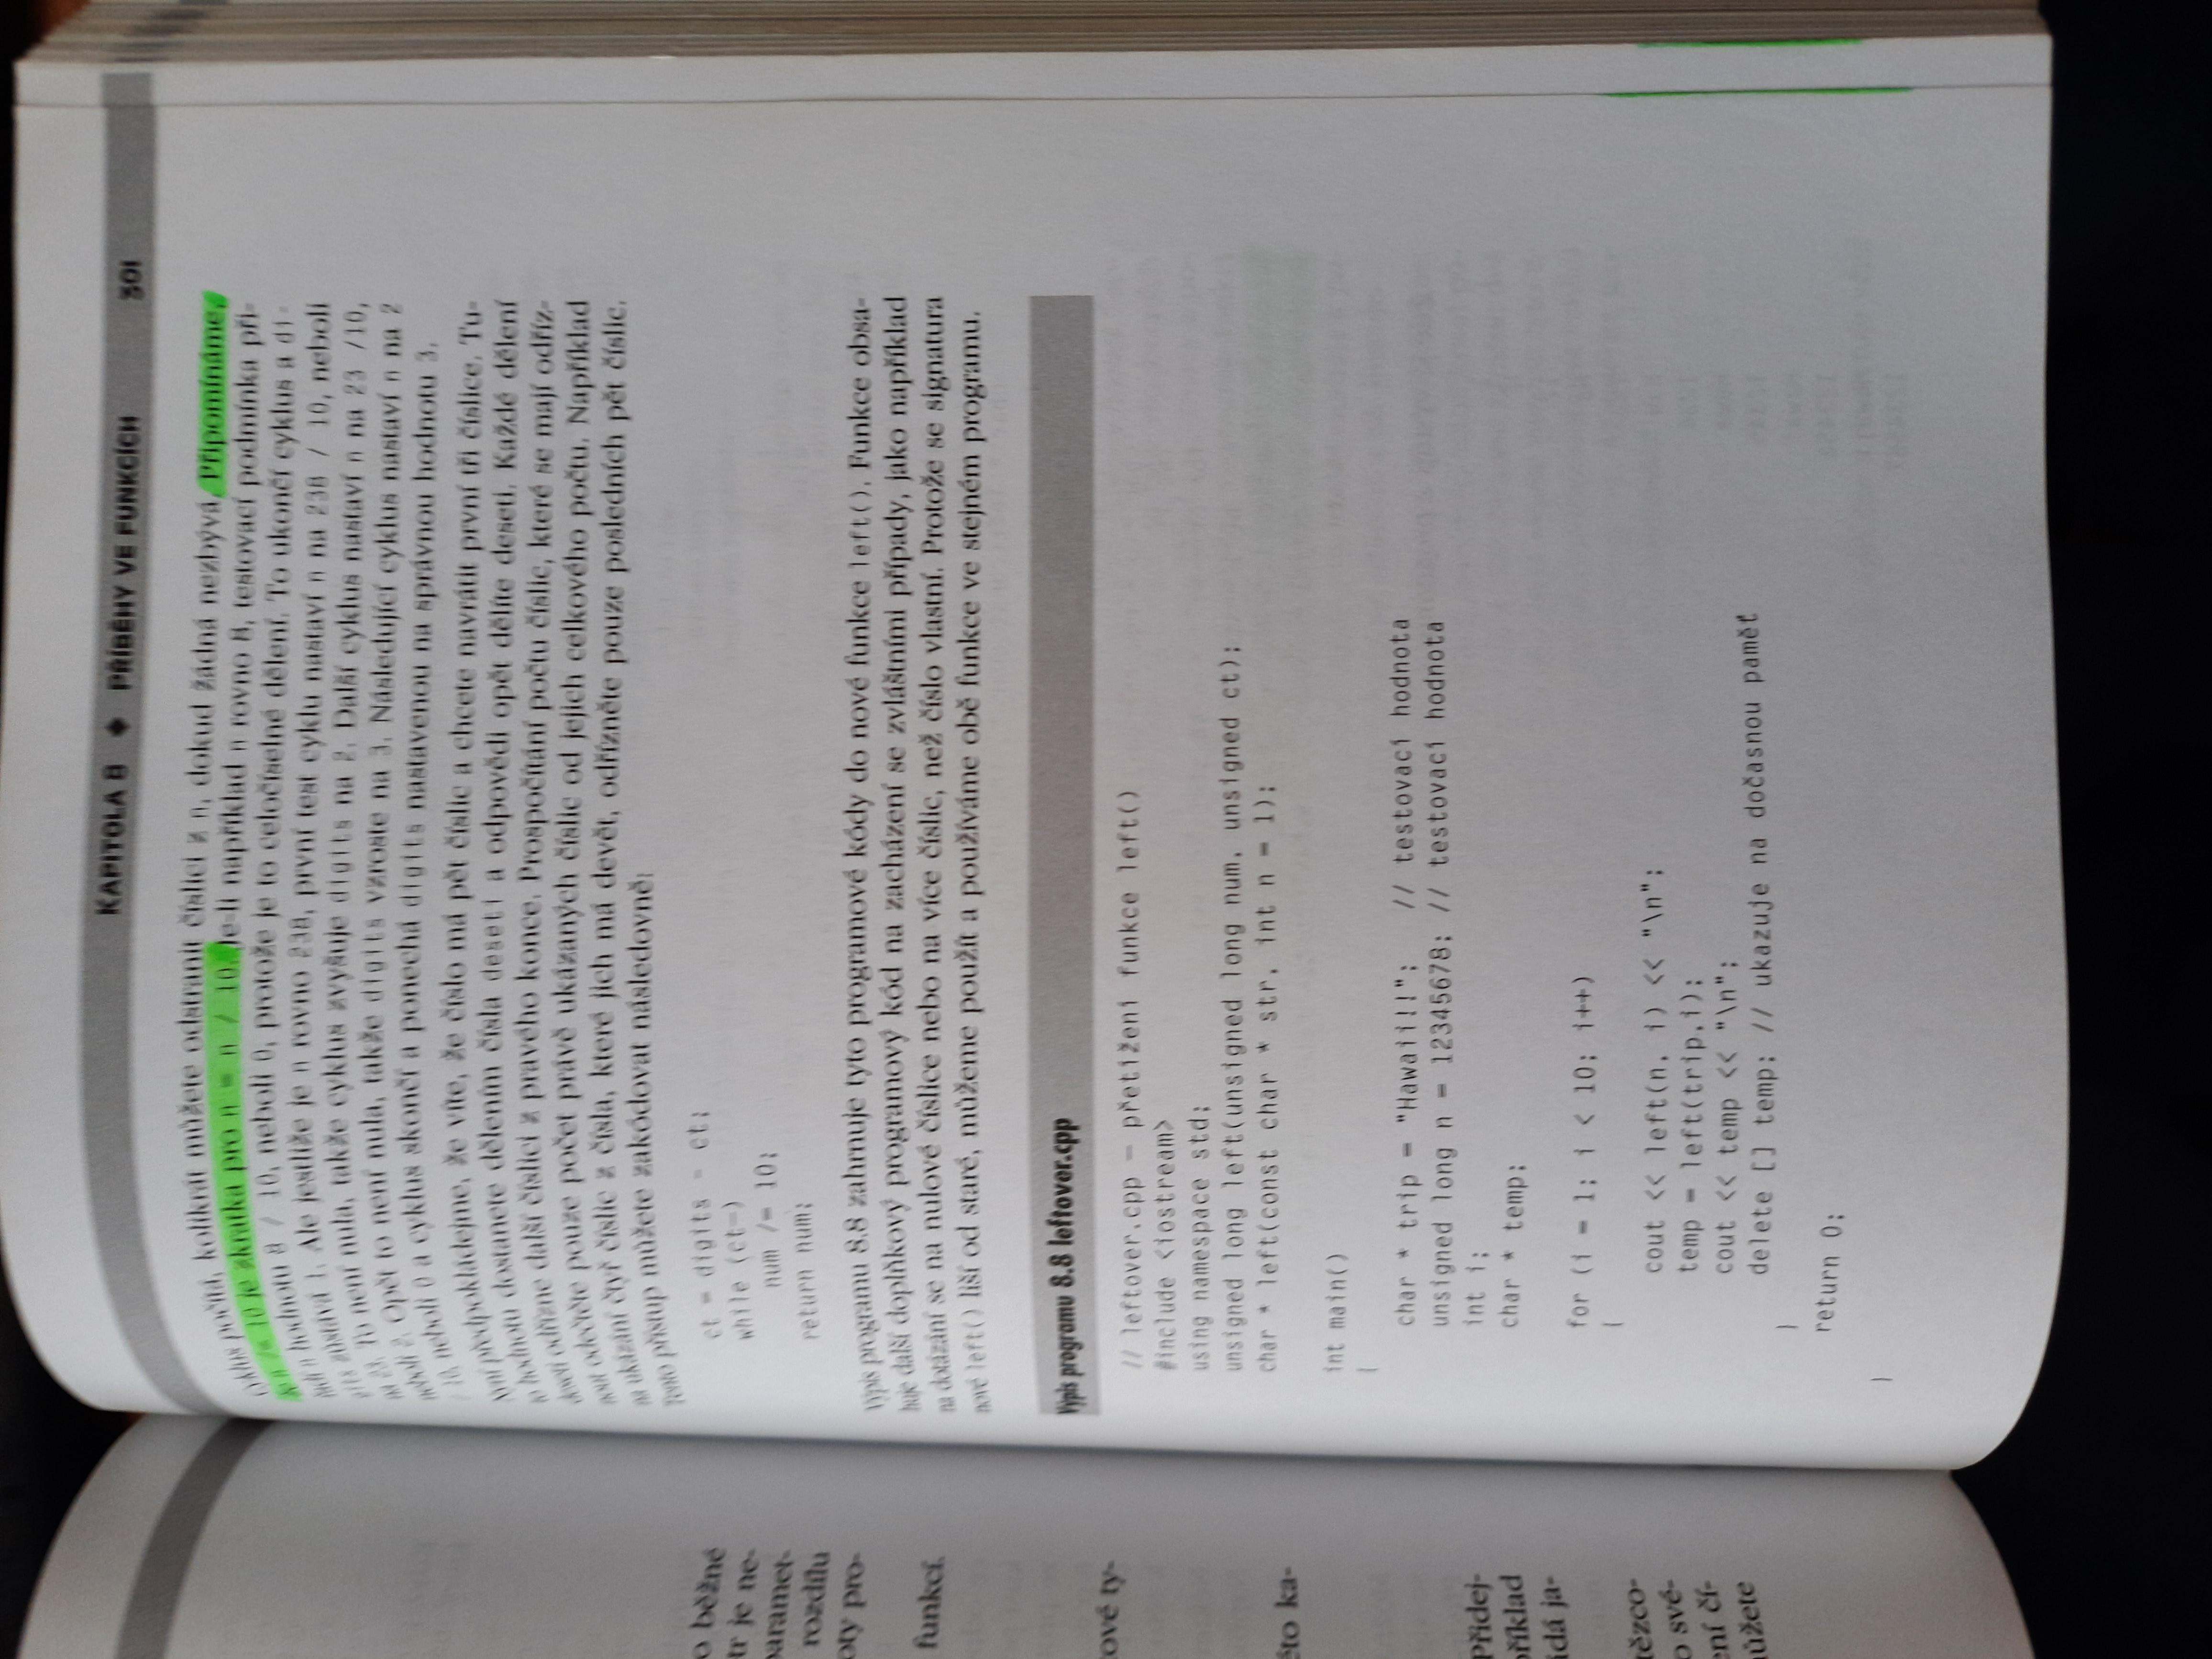 KAPITOLA 8 ◆ PŘÍBĚHY VE FUNKCÍCH 301
cyklus počítá, kolikrát můžete odstranit číslici z n, dokud žádná nezbývá. Připomínáme,
že n /= 10 je zkratka pro n = n / 10. Je-li například n rovno 8, testovací podmínka při-
řadí n hodnotu 8 / 10, neboli 0, protože je to celočíselné dělení. To ukončí cyklus a di-
gits zůstává 1. Ale jestliže je n rovno 238, první test cyklu nastaví n na 238 / 10, neboli
na 23. To není nula, takže cyklus zvyšuje digits na 2. Další cyklus nastaví n na 23 /10,
neboli 2. Opět to není nula, takže digits vzroste na 3. Následující cyklus nastaví n na 2
/ 10, neboli 0 a cyklus skončí a ponechá digits nastavenou na správnou hodnotu 3.
Nyní předpokládejme, že víte, že číslo má pět číslic a chcete navrátit první tři číslice. Tu-
to hodnotu dostanete dělením čísla deseti a odpovědi opět dělíte deseti. Každé dělení
deseti odřízne další číslici z pravého konce. Prospočítání počtu číslic, které se mají odříz-
nout odečtěte pouze počet právě ukázaných číslic od jejich celkového počtu. Například
na ukázání čtyř číslic z čísla, které jich má devět, odřízněte pouze posledních pět číslic.
Tento přístup můžete zakódovat následovně:
ct = digits - ct;
while (ct-)
num /= 10;
return num;
Výpis programu 8.8 zahrnuje tyto programové kódy do nové funkce left(). Funkce obsa-
huje další doplňkový programový kód na zacházení se zvláštními případy, jako například
na dotázání se na nulové číslice nebo na více číslic, než číslo vlastní. Protože se signatura
nové left() liší od staré, můžeme použít a používáme obě funkce ve stejném programu.
Výpis programu 8.8 leftover.cpp
// leftover.cpp — přetížení funkce left()
#include <iostream>
using namespace std;
unsigned long left(unsigned long num, unsigned ct);
char * left(const char * str, int n = 1);
int main()
{
char * trip = "Hawaii!!"; // testovací hodnota
unsigned long n = 12345678; // testovací hodnota
int i;
char * temp;
for (i = 1; i < 10; i++)
{
cout << left(n, i) << "\n";
temp = left(trip,i);
cout << temp << "\n";
delete [] temp; // ukazuje na dočasnou paměť
}
return 0;
}
o běžné
tr je ne-
paramet-
rozdílu
oty pro-
funkcí.
tové ty-
éto ka-
Přidej-
příklad
ídá ja-
tězco-
o své-
ení čí-
můžete